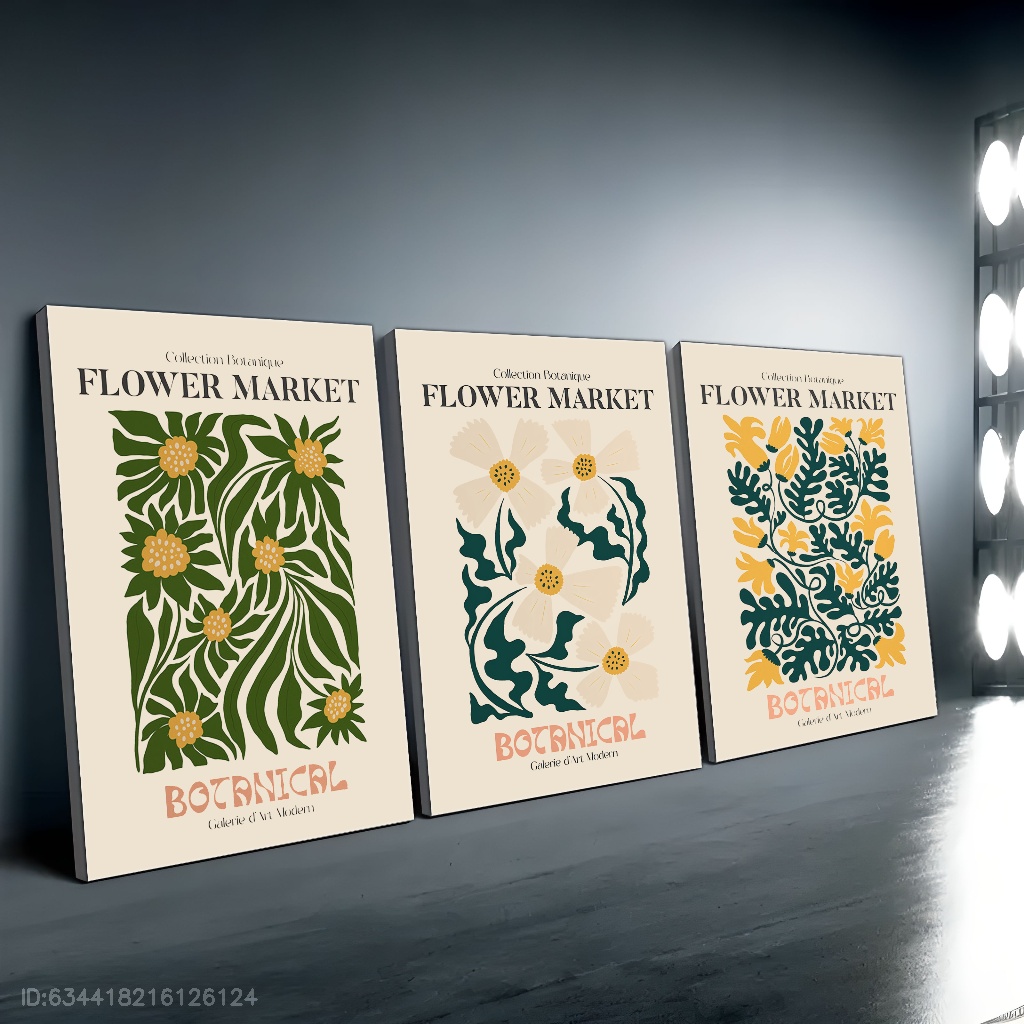 Collection Botanique
FLOWER MARKET
BOTANICAL
Galerie d'Art Modern
Collection Botanique
FLOWER MARKET
BOTANICAL
Galerie d'Art Modern
Collection Botanique
FLOWER MARKET
BOTANICAL
Galerie d'Art Modern
ID:634418216126124